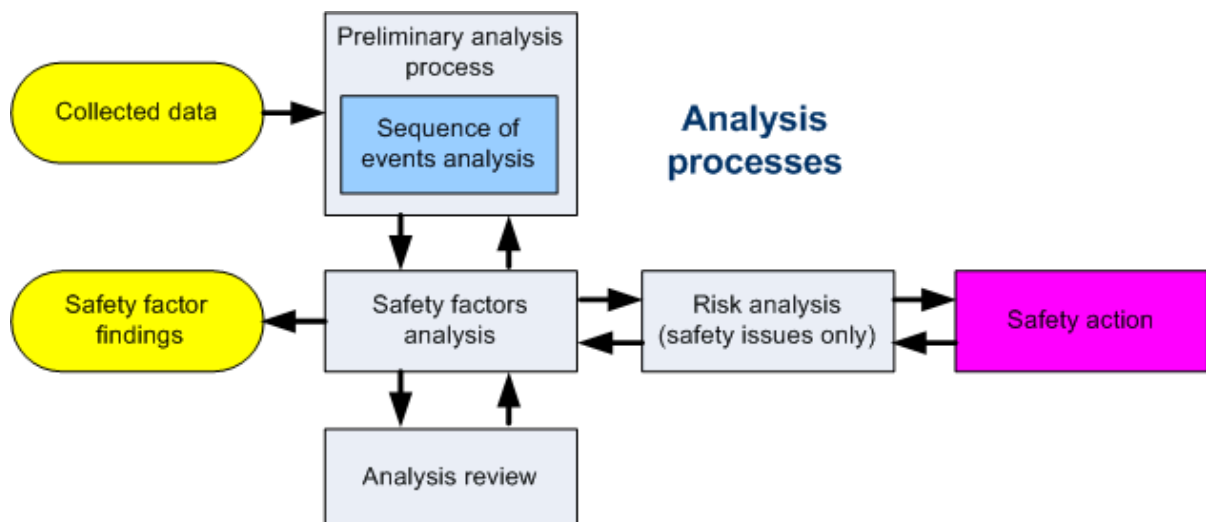 Preliminary analysis
process
Collected data
Sequence of
events analysis
Analysis
processes
Safety factor
findings
Safety factors
analysis
Risk analysis
(safety issues only)
Safety action
Analysis review